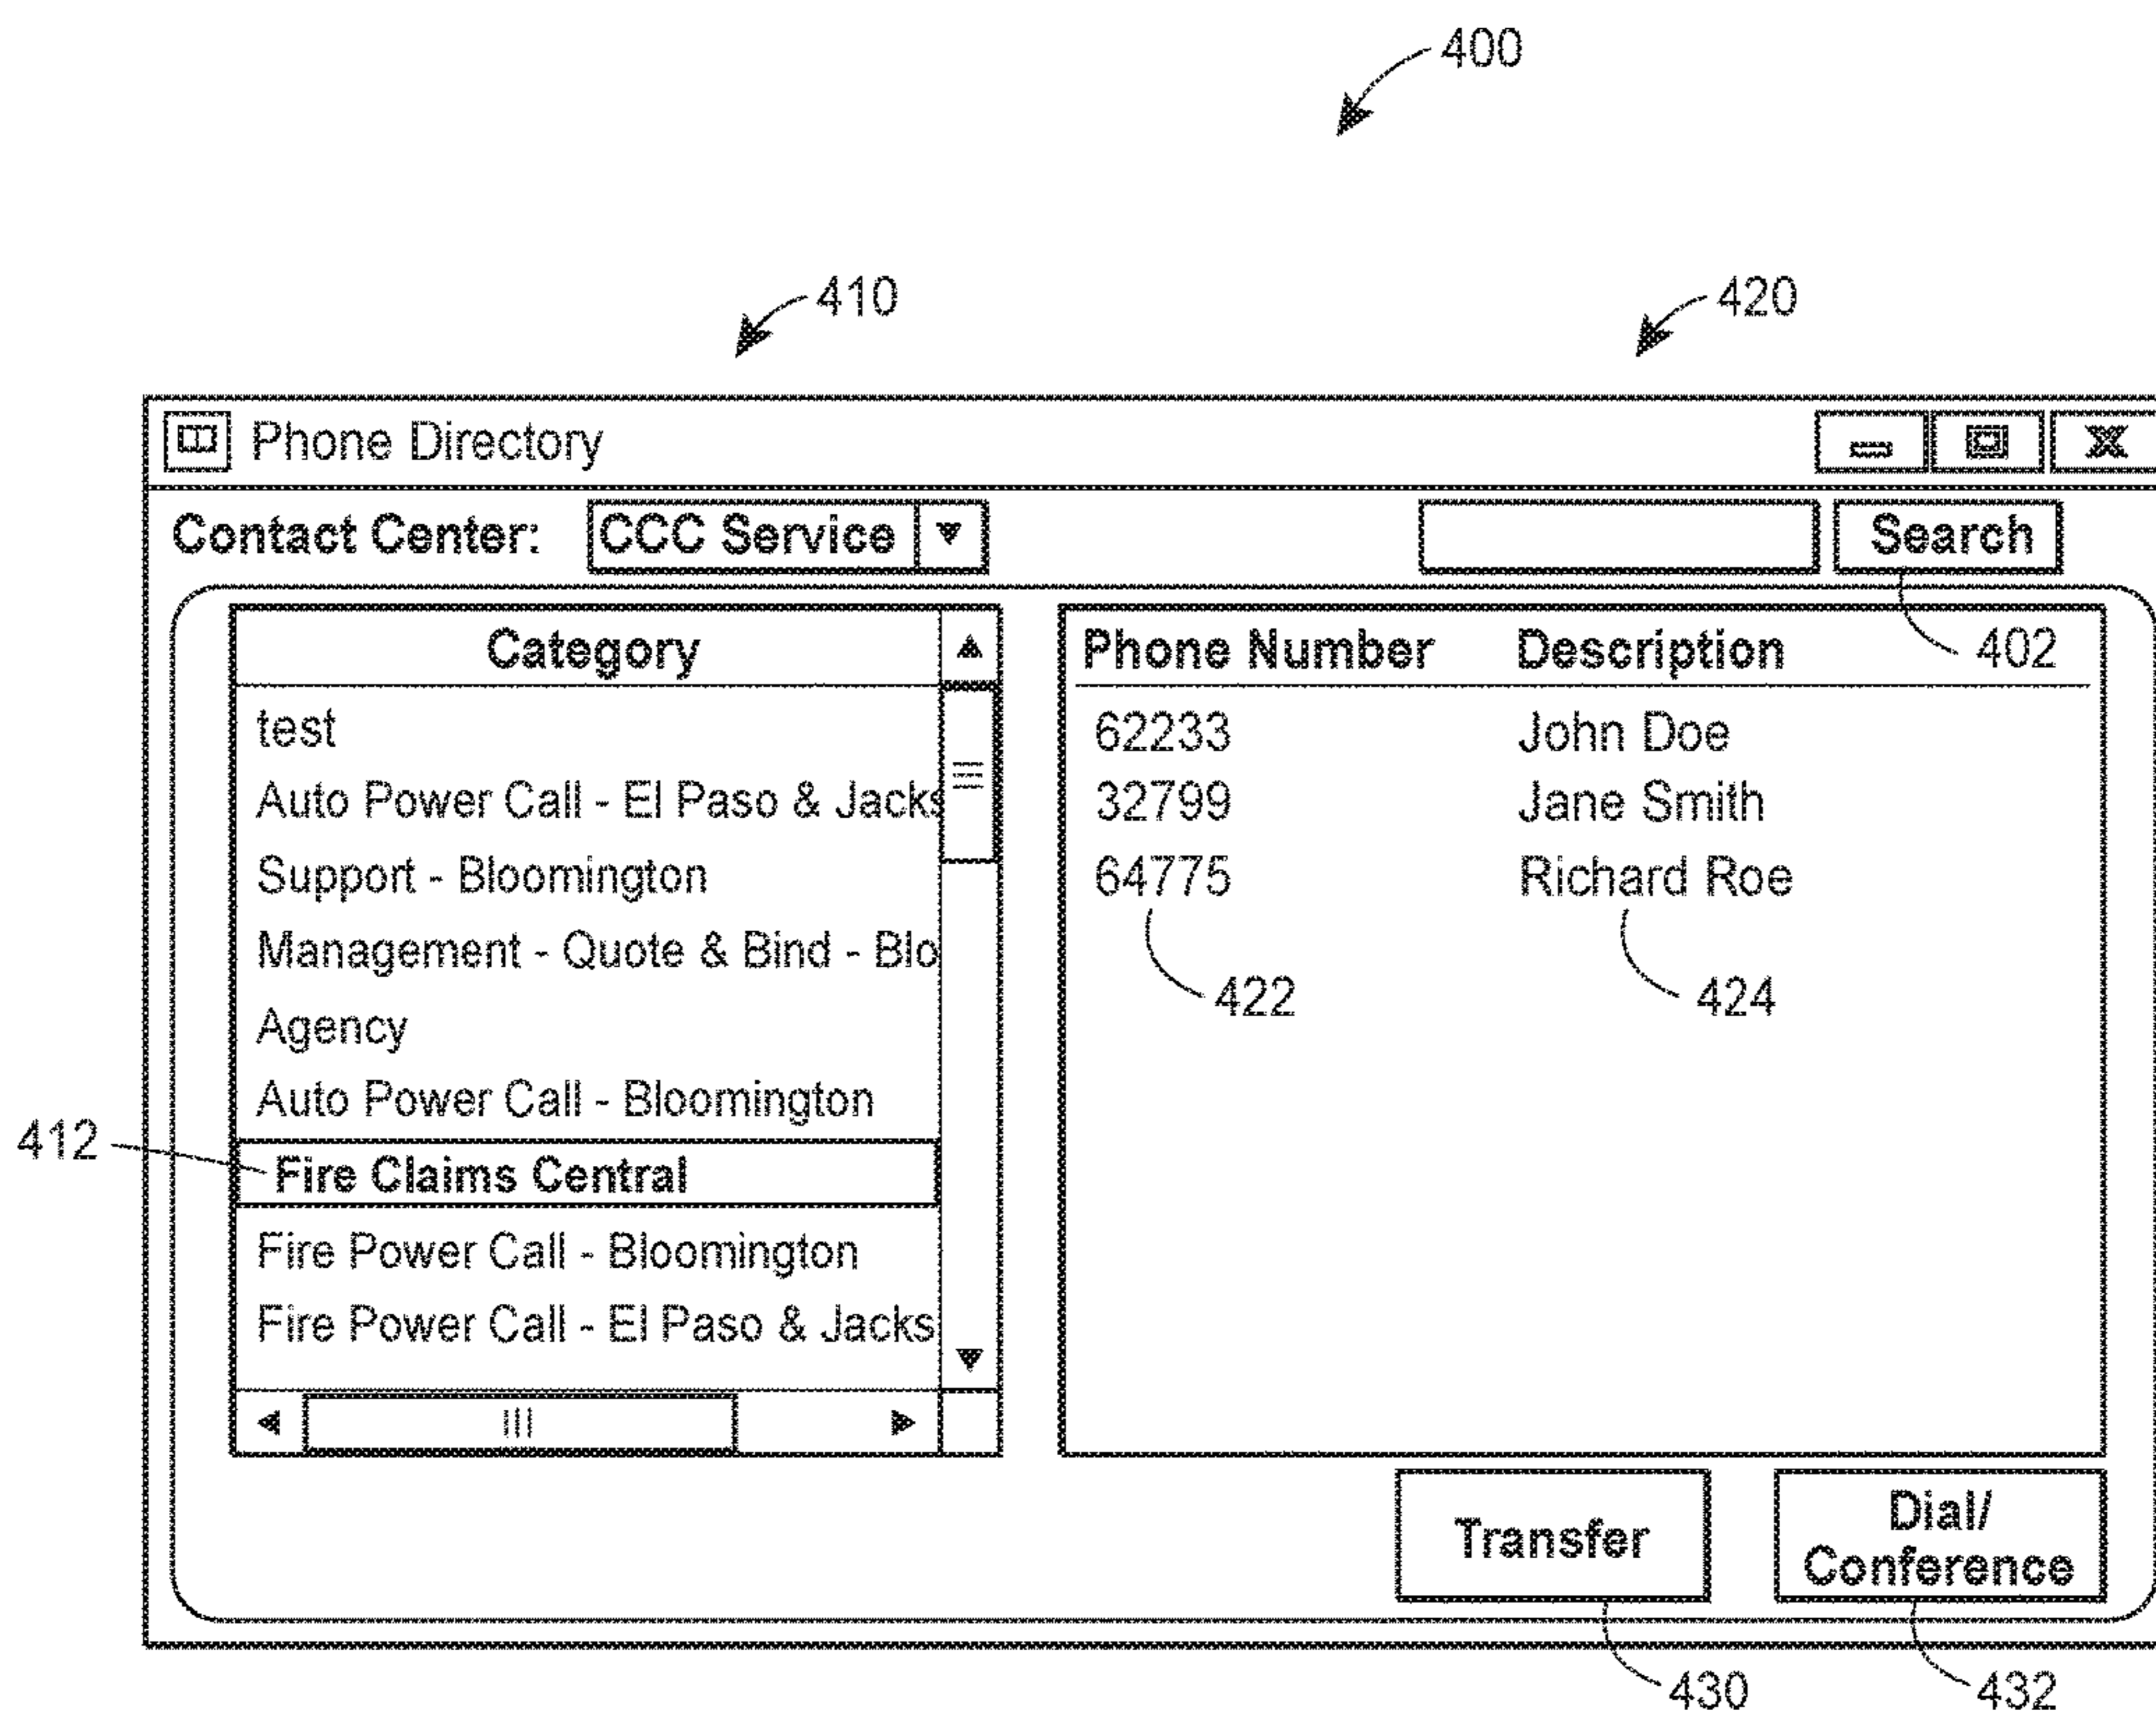 400
410
420
Phone Directory
Contact Center: CCC Service
Search
402
Category
test
Auto Power Call - El Paso & Jacks
Support - Bloomington
Management - Quote & Bind - Blo
Agency
Auto Power Call - Bloomington
412
Fire Claims Central
Fire Power Call - Bloomington
Fire Power Call - El Paso & Jacks
Phone Number Description
62233 John Doe
32799 Jane Smith
64775 Richard Roe
422
424
Transfer
Dial/
Conference
430
432